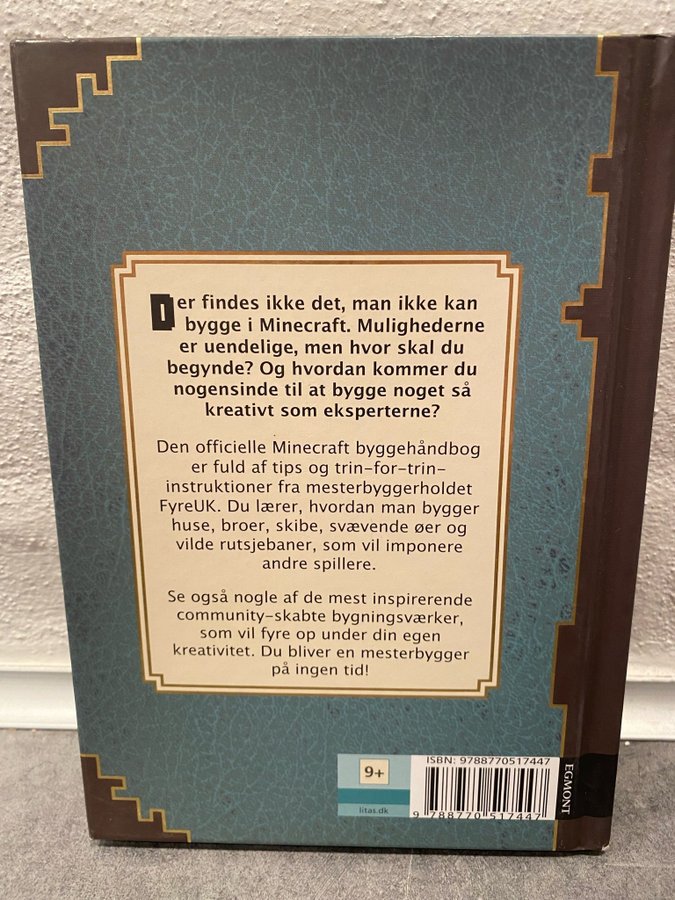 Der findes ikke det, man ikke kan
bygge i Minecraft. Mulighederne
er uendelige, men hvor skal du
begynde? Og hvordan kommer du
nogensinde til at bygge noget så
kreativt som eksperterne?
Den officielle Minecraft byggehåndbog
er fuld af tips og trin-for-trin-
instruktioner fra mesterbyggerholdet
FyreUK. Du lærer, hvordan man bygger
huse, broer, skibe, svævende øer og
vilde rutsjebaner, som vil imponere
andre spillere.
Se også nogle af de mest inspirerende
community-skabte bygningsværker,
som vil fyre op under din egen
kreativitet. Du bliver en mesterbygger
på ingen tid!
9+
litas.dk
ISBN: 9788770517447
9 788770 517447
EGMONT